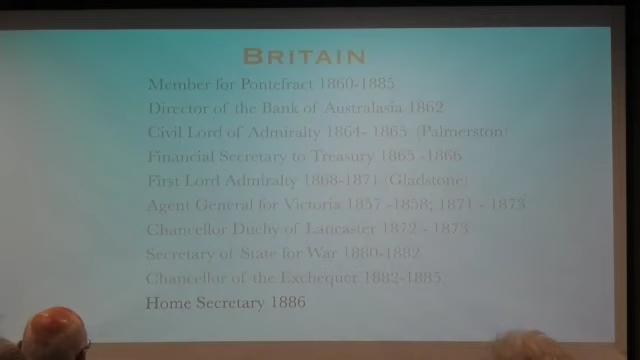 BRITAIN
Member for Pontefract 1860-1885
Director of the Bank of Australasia 1862
Civil Lord of Admiralty 1864- 1865 (Palmerston)
Financial Secretary to Treasury 1865 -1866
First Lord Admiralty 1868-1871 (Gladstone)
Agent General for Victoria 1857 -1858; 1871 - 1873
Chancellor Duchy of Lancaster 1872 - 1873
Secretary of State for War 1880-1882
Chancellor of the Exchequer 1882-1885
Home Secretary 1886